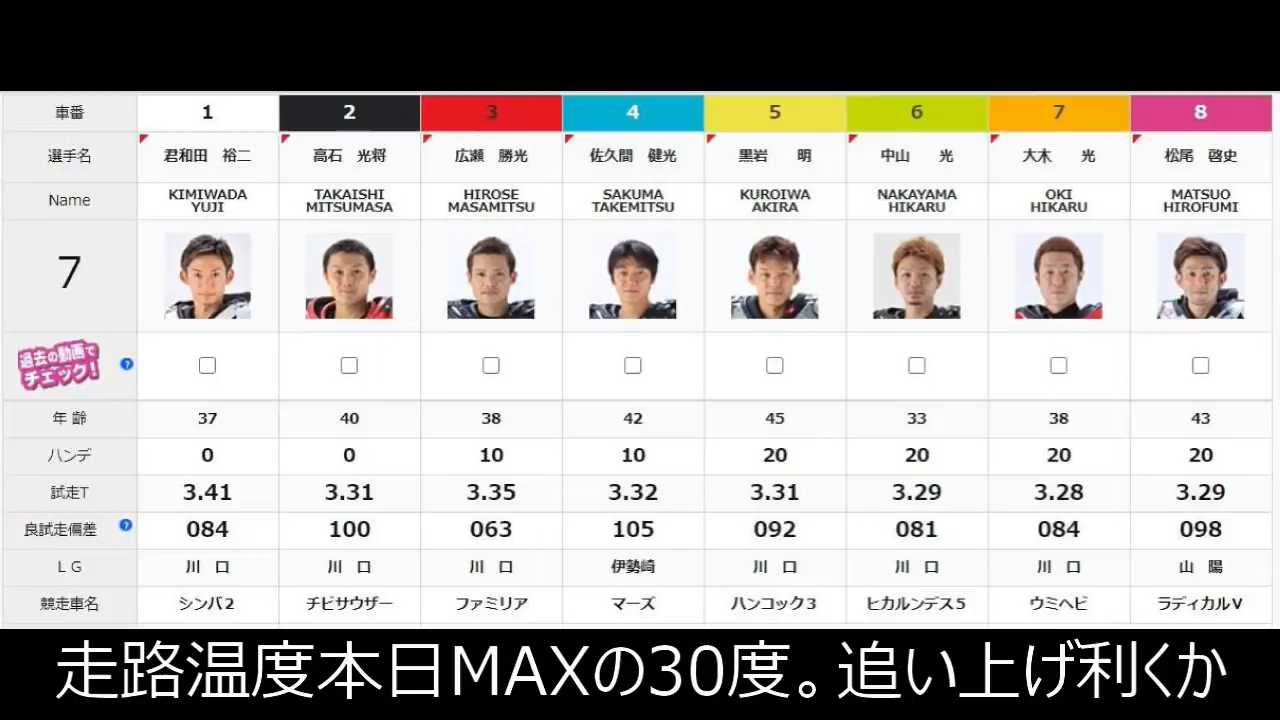 車番 1 2 3 4 5 6 7 8
選手名 君和田 裕二 高石 光将 広瀬 勝光 佐久間 健光 黒岩 明 中山 光 大木 光 松尾 啓史
Name KIMIWADA YUJI TAKAISHI MITSUMASA HIROSE MASAMITSU SAKUMA TAKEMITSU KUROIWA AKIRA NAKAYAMA HIKARU OKI HIKARU MATSUO HIROFUMI
7
過去の動画で
チェック! ?
年 齢 37 40 38 42 45 33 38 43
ハンデ 0 0 10 10 20 20 20 20
試走T 3.41 3.31 3.35 3.32 3.31 3.29 3.28 3.29
良試走偏差 ? 084 100 063 105 092 081 084 098
L G 川 口 川 口 川 口 伊勢崎 川 口 川 口 川 口 山 陽
競走車名 シンバ2 チビサウザー ファミリア マーズ ハンコック3 ヒカルンデス5 ウミヘビ ラディカルV
走路温度本日MAXの30度。追い上げ利くか